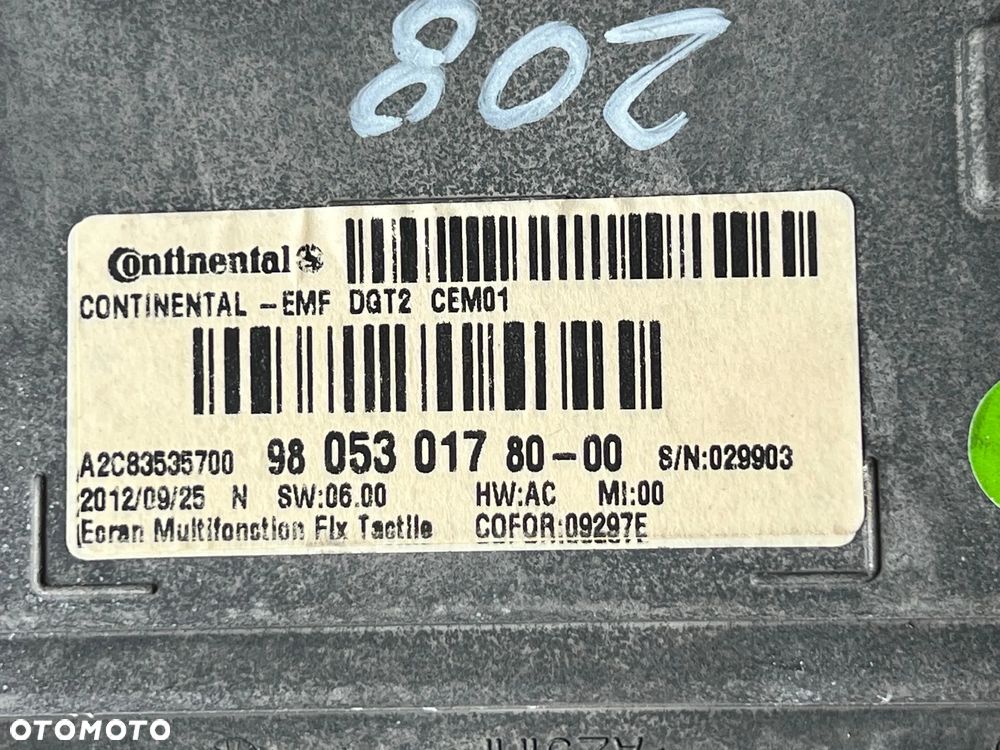 208
Continental
CONTINENTAL -EMF DGT2 CEM01
A2C83535700 98 053 017 80-00 S/N:029903
2012/09/25 N SW:06.00 HW:AC MI:00
Ecran Multifonction Fix Tactile COFOR:09297E
OTOMOTO